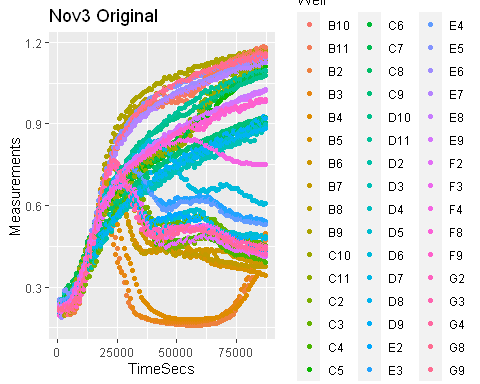 Nov3 Original
Well
1.2
0.9
0.6
0.3
Measurements
0
25000
50000
75000
TimeSecs
B10
B11
B2
B3
B4
B5
B6
B7
B8
B9
C10
C11
C2
C3
C4
C5
C6
C7
C8
C9
D10
D11
D2
D3
D4
D5
D6
D7
D8
D9
E2
E3
E4
E5
E6
E7
E8
E9
F2
F3
F4
F8
F9
G2
G3
G4
G8
G9